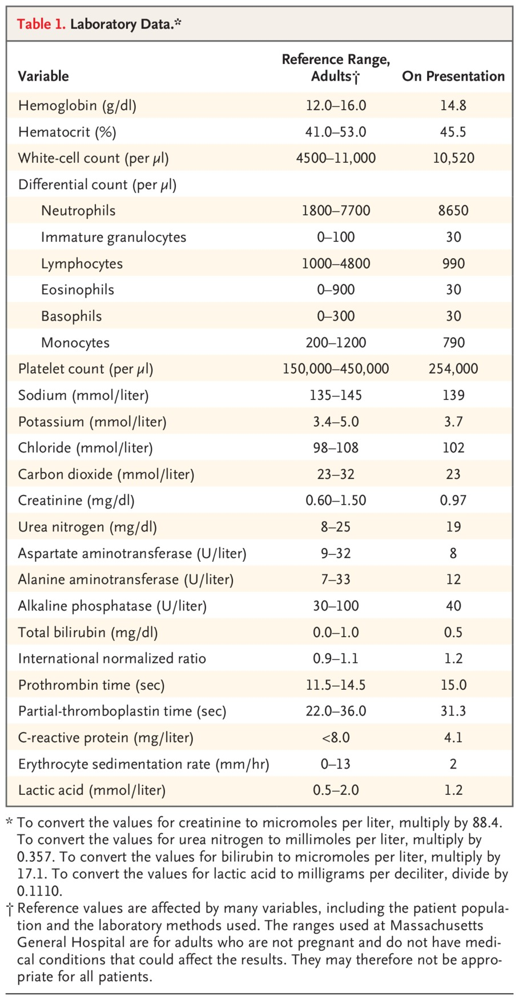 Table 1. Laboratory Data.*
Variable Reference Range, Adults† On Presentation
Hemoglobin (g/dl) 12.0–16.0 14.8
Hematocrit (%) 41.0–53.0 45.5
White-cell count (per µl) 4500–11,000 10,520
Differential count (per µl)
Neutrophils 1800–7700 8650
Immature granulocytes 0–100 30
Lymphocytes 1000–4800 990
Eosinophils 0–900 30
Basophils 0–300 30
Monocytes 200–1200 790
Platelet count (per µl) 150,000–450,000 254,000
Sodium (mmol/liter) 135–145 139
Potassium (mmol/liter) 3.4–5.0 3.7
Chloride (mmol/liter) 98–108 102
Carbon dioxide (mmol/liter) 23–32 23
Creatinine (mg/dl) 0.60–1.50 0.97
Urea nitrogen (mg/dl) 8–25 19
Aspartate aminotransferase (U/liter) 9–32 8
Alanine aminotransferase (U/liter) 7–33 12
Alkaline phosphatase (U/liter) 30–100 40
Total bilirubin (mg/dl) 0.0–1.0 0.5
International normalized ratio 0.9–1.1 1.2
Prothrombin time (sec) 11.5–14.5 15.0
Partial-thromboplastin time (sec) 22.0–36.0 31.3
C-reactive protein (mg/liter) <8.0 4.1
Erythrocyte sedimentation rate (mm/hr) 0–13 2
Lactic acid (mmol/liter) 0.5–2.0 1.2
* To convert the values for creatinine to micromoles per liter, multiply by 88.4.
To convert the values for urea nitrogen to millimoles per liter, multiply by
0.357. To convert the values for bilirubin to micromoles per liter, multiply by
17.1. To convert the values for lactic acid to milligrams per deciliter, divide by
0.1110.
† Reference values are affected by many variables, including the patient popula-
tion and the laboratory methods used. The ranges used at Massachusetts
General Hospital are for adults who are not pregnant and do not have medi-
cal conditions that could affect the results. They may therefore not be appro-
priate for all patients.